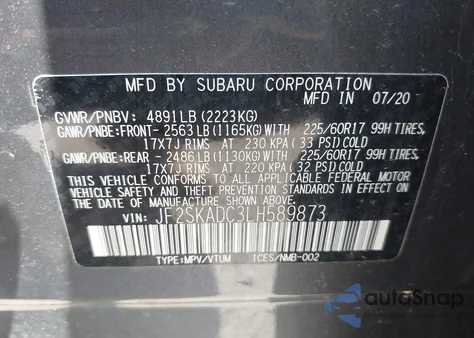 MFD BY SUBARU CORPORATION
MFD IN 07/20
GVWR/PNBV: 4891LB (2223KG)
GAWR/PNBE:FRONT- 2563LB (1165KG)WITH 225/60R17 99H TIRES,
17X7J RIMS AT 230 KPA (33 PSI)COLD
GAWR/PNBE:REAR - 2486LB (1130KG)WITH 225/60R17 99H TIRES,
17X7J RIMS AT 220 KPA (32 PSI)COLD
THIS VEHICLE CONFORMS TO ALL APPLICABLE FEDERAL MOTOR
VEHICLE SAFETY AND THEFT PREVENTION STANDARDS IN EFFECT
ON THE DATE OF MANUFACTURE SHOWN ABOVE.
VIN: JF2SKADC3LH589873
TYPE:MPV/VTUM ICES/NMB-002
autoSnap